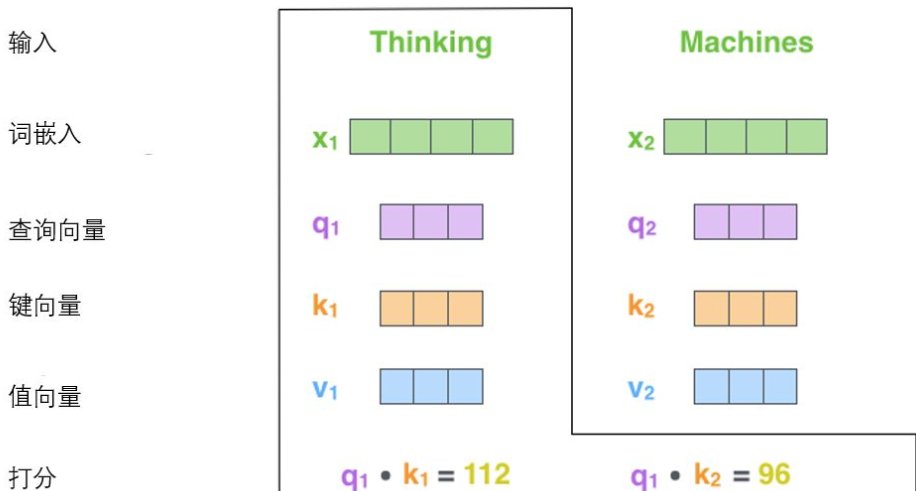 输入 Thinking Machines
词嵌入 x₁ x₂
查询向量 q₁ q₂
键向量 k₁ k₂
值向量 v₁ v₂
打分 q₁ • k₁ = 112 q₁ • k₂ = 96